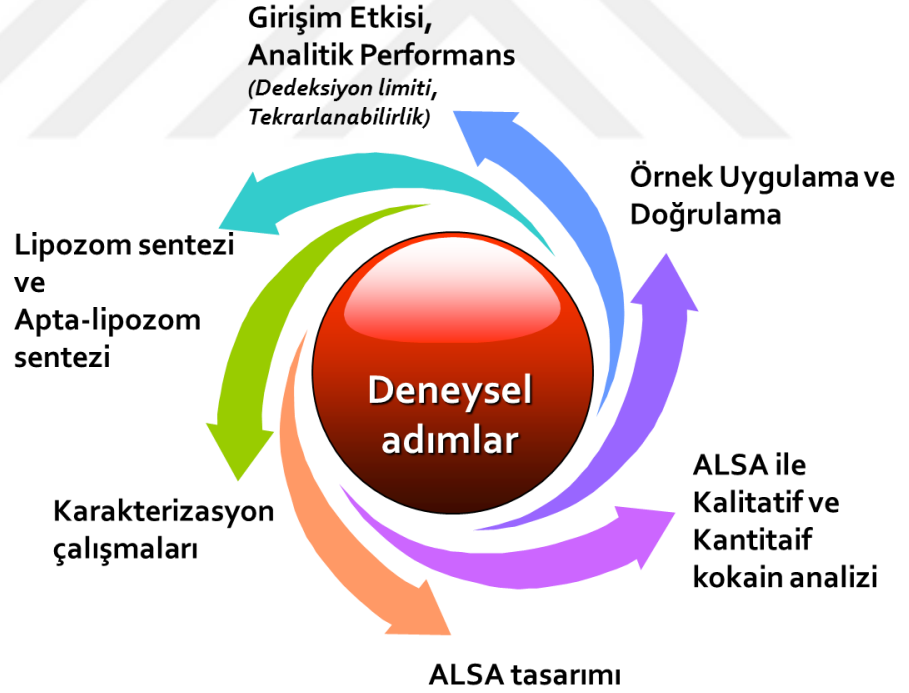 Girişim Etkisi,
Analitik Performans
(Dedeksiyon limiti,
Tekrarlanabilirlik)
Örnek Uygulama ve
Doğrulama
Lipozom sentezi
ve
Apta-lipozom
sentezi
Deneysel
adımlar
ALSA ile
Kalitatif ve
Kantitaif
kokain analizi
Karakterizasyon
çalışmaları
ALSA tasarımı